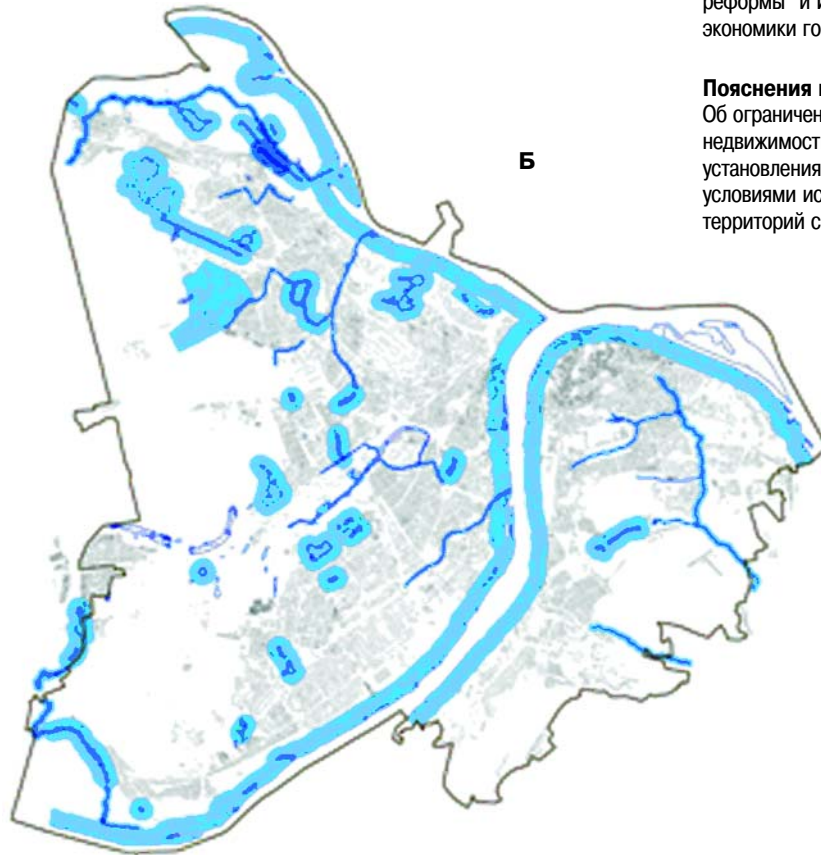 реформы" и и
экономики го
Пояснения
Об ограничен
недвижимост
установления
условиями ис
территорий с
Б